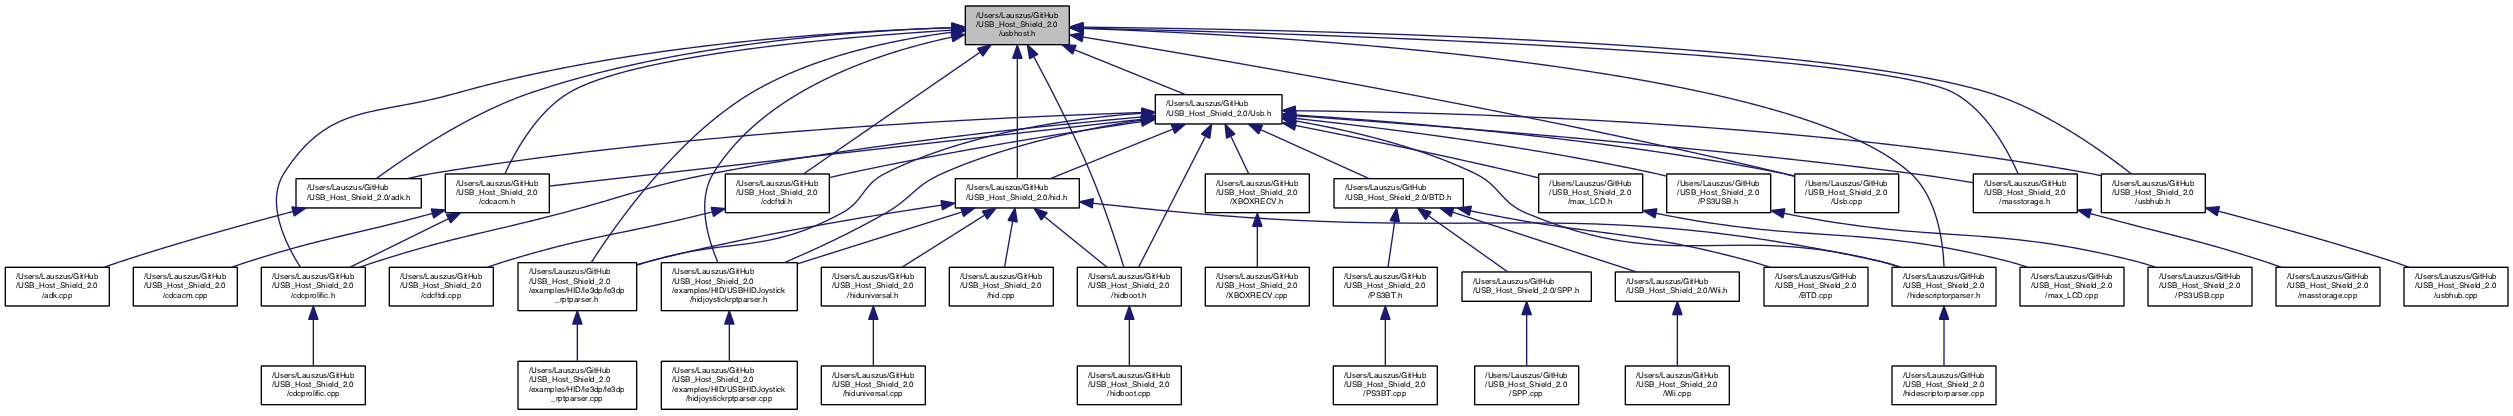 /Users/Lauszus/GitHub
/USB_Host_Shield_2.0
/usbhost.h
/Users/Lauszus/GitHub
/USB_Host_Shield_2.0/Usb.h
/Users/Lauszus/GitHub
/USB_Host_Shield_2.0/adk.h
/Users/Lauszus/GitHub
/USB_Host_Shield_2.0
/cdcacm.h
/Users/Lauszus/GitHub
/USB_Host_Shield_2.0
/cdcftdi.h
/Users/Lauszus/GitHub
/USB_Host_Shield_2.0/hid.h
/Users/Lauszus/GitHub
/USB_Host_Shield_2.0
/XBOXRECV.h
/Users/Lauszus/GitHub
/USB_Host_Shield_2.0/BTD.h
/Users/Lauszus/GitHub
/USB_Host_Shield_2.0
/max_LCD.h
/Users/Lauszus/GitHub
/USB_Host_Shield_2.0
/PS3USB.h
/Users/Lauszus/GitHub
/USB_Host_Shield_2.0
/Usb.cpp
/Users/Lauszus/GitHub
/USB_Host_Shield_2.0
/masstorage.h
/Users/Lauszus/GitHub
/USB_Host_Shield_2.0
/usbhub.h
/Users/Lauszus/GitHub
/USB_Host_Shield_2.0
/adk.cpp
/Users/Lauszus/GitHub
/USB_Host_Shield_2.0
/cdcacm.cpp
/Users/Lauszus/GitHub
/USB_Host_Shield_2.0
/cdcprolific.h
/Users/Lauszus/GitHub
/USB_Host_Shield_2.0
/cdcftdi.cpp
/Users/Lauszus/GitHub
/USB_Host_Shield_2.0
/examples/HID/le3dp/le3dp
_rptparser.h
/Users/Lauszus/GitHub
/USB_Host_Shield_2.0
/examples/HID/USBHIDJoystick
/hidjoystickrptparser.h
/Users/Lauszus/GitHub
/USB_Host_Shield_2.0
/hiduniversal.h
/Users/Lauszus/GitHub
/USB_Host_Shield_2.0
/hid.cpp
/Users/Lauszus/GitHub
/USB_Host_Shield_2.0
/hidboot.h
/Users/Lauszus/GitHub
/USB_Host_Shield_2.0
/XBOXRECV.cpp
/Users/Lauszus/GitHub
/USB_Host_Shield_2.0
/PS3BT.h
/Users/Lauszus/GitHub
/USB_Host_Shield_2.0/SPP.h
/Users/Lauszus/GitHub
/USB_Host_Shield_2.0/Wii.h
/Users/Lauszus/GitHub
/USB_Host_Shield_2.0
/BTD.cpp
/Users/Lauszus/GitHub
/USB_Host_Shield_2.0
/hidescriptorparser.h
/Users/Lauszus/GitHub
/USB_Host_Shield_2.0
/max_LCD.cpp
/Users/Lauszus/GitHub
/USB_Host_Shield_2.0
/PS3USB.cpp
/Users/Lauszus/GitHub
/USB_Host_Shield_2.0
/masstorage.cpp
/Users/Lauszus/GitHub
/USB_Host_Shield_2.0
/usbhub.cpp
/Users/Lauszus/GitHub
/USB_Host_Shield_2.0
/cdcprolific.cpp
/Users/Lauszus/GitHub
/USB_Host_Shield_2.0
/examples/HID/le3dp/le3dp
_rptparser.cpp
/Users/Lauszus/GitHub
/USB_Host_Shield_2.0
/examples/HID/USBHIDJoystick
/hidjoystickrptparser.cpp
/Users/Lauszus/GitHub
/USB_Host_Shield_2.0
/hiduniversal.cpp
/Users/Lauszus/GitHub
/USB_Host_Shield_2.0
/hidboot.cpp
/Users/Lauszus/GitHub
/USB_Host_Shield_2.0
/PS3BT.cpp
/Users/Lauszus/GitHub
/USB_Host_Shield_2.0
/SPP.cpp
/Users/Lauszus/GitHub
/USB_Host_Shield_2.0
/Wii.cpp
/Users/Lauszus/GitHub
/USB_Host_Shield_2.0
/hidescriptorparser.cpp